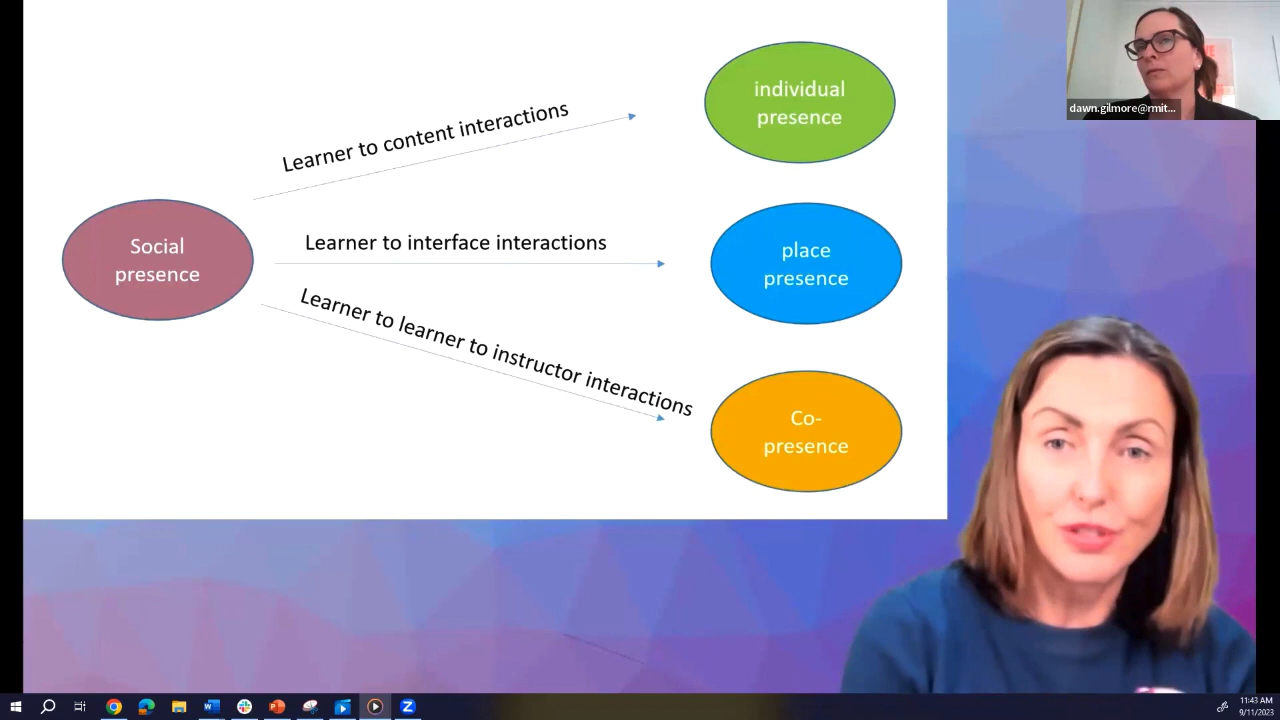 individual
presence
Learner to content interactions
Social
presence
Learner to interface interactions
place
presence
Learner to learner to instructor interactions
Co-
presence
dawn.gilmore@rmit...
11:43 AM
9/11/2023